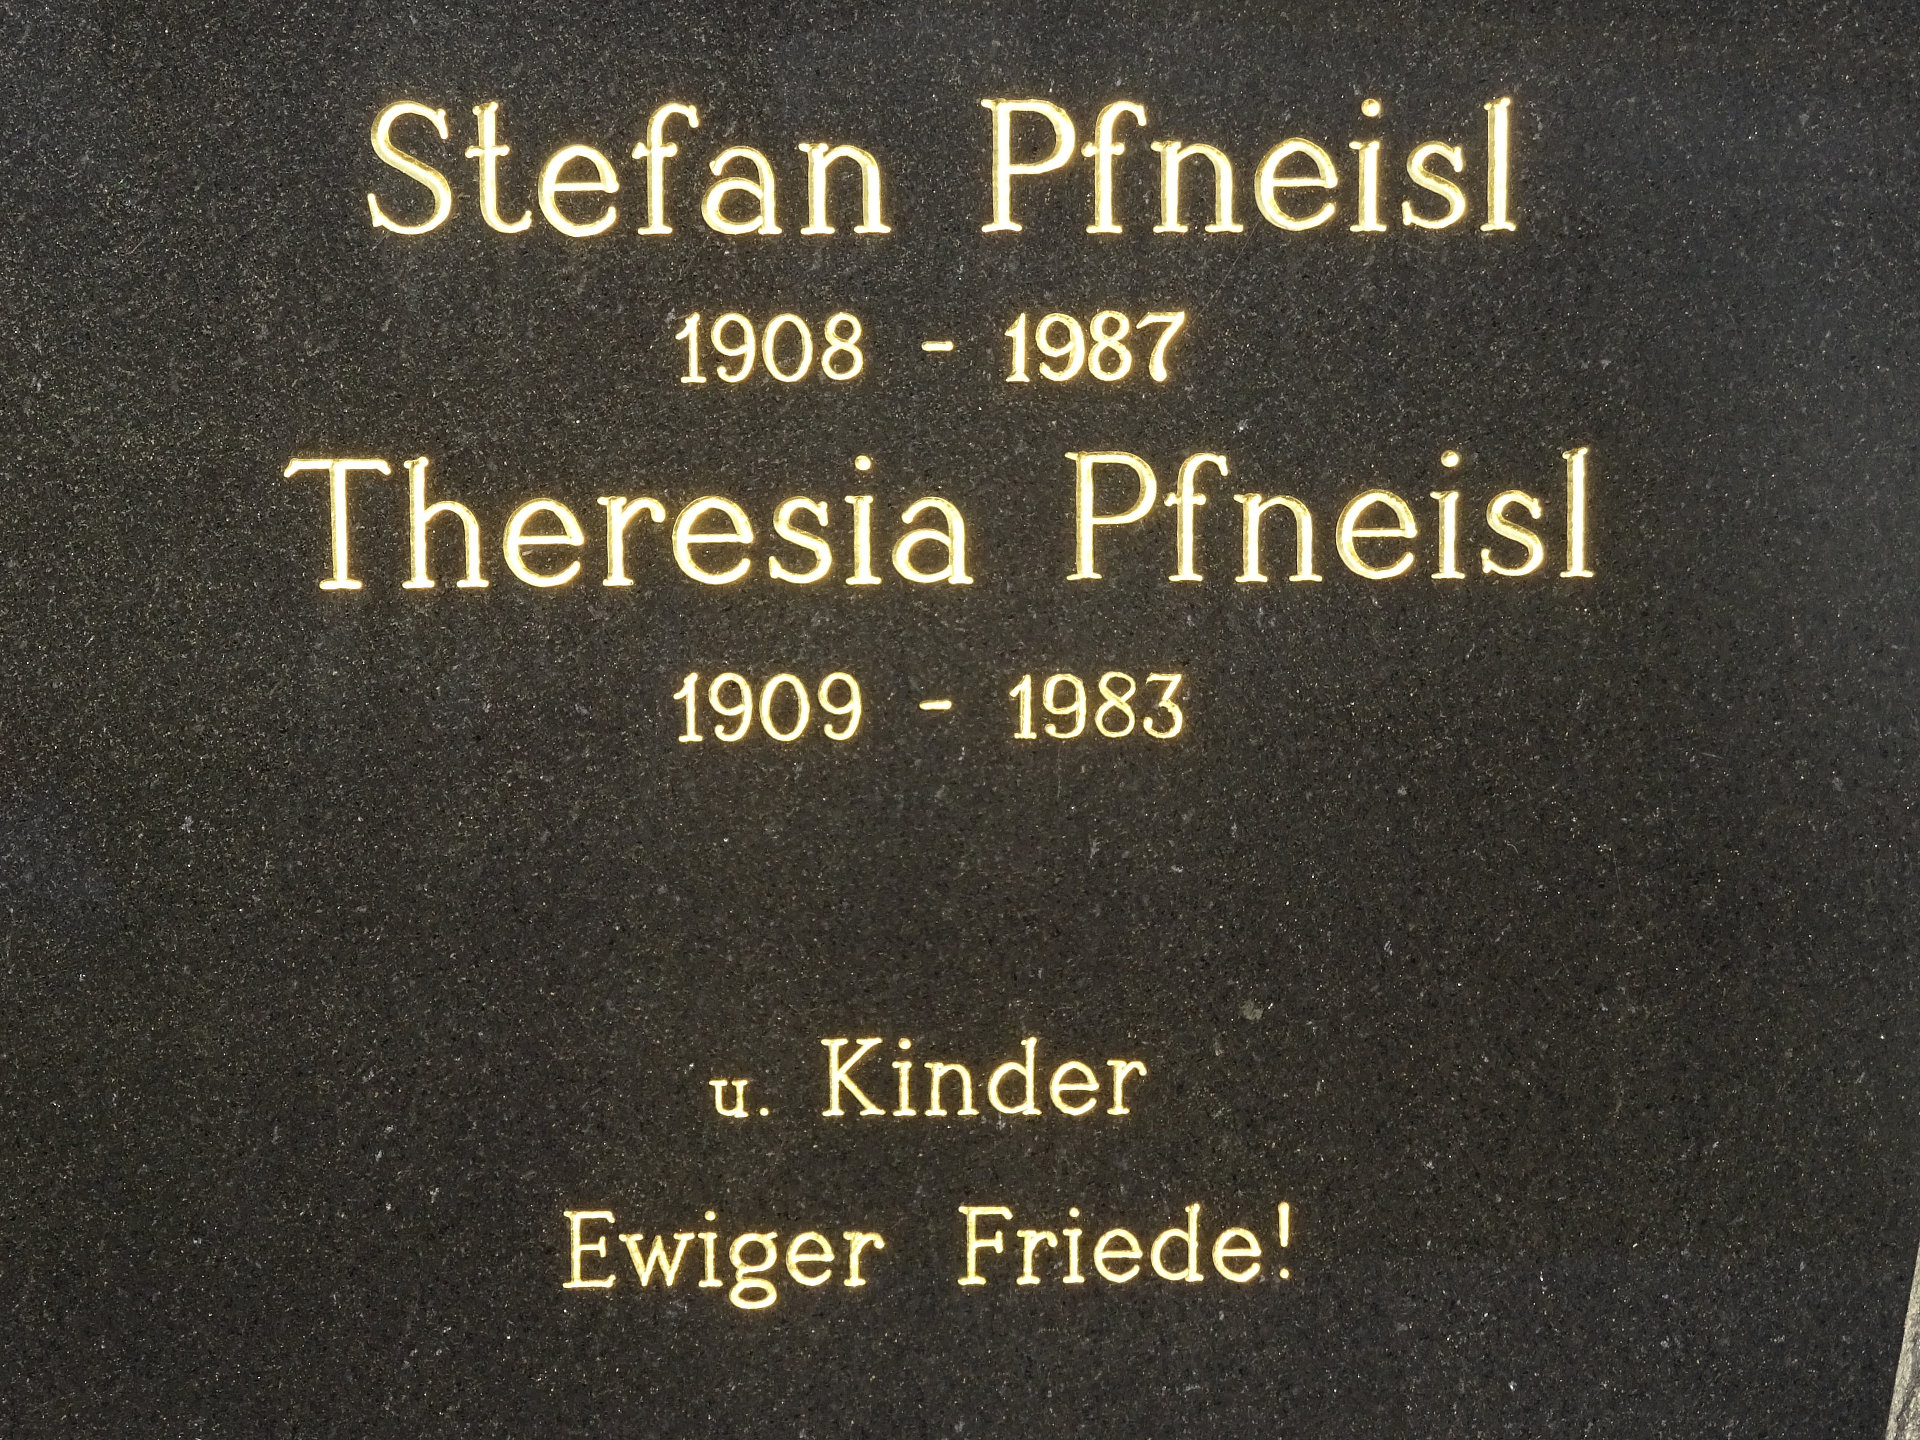 Stefan Pfneisl
1908 - 1987
Theresia Pfneisl
1909 - 1983
u. Kinder
Ewiger Friede!